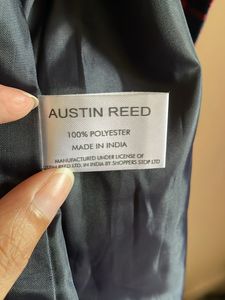 AUSTIN REED
100% POLYESTER
MADE IN INDIA
MANUFACTURED UNDER LICENSE OF
REED LTD. IN INDIA BY SHOPPERS STOP LTD